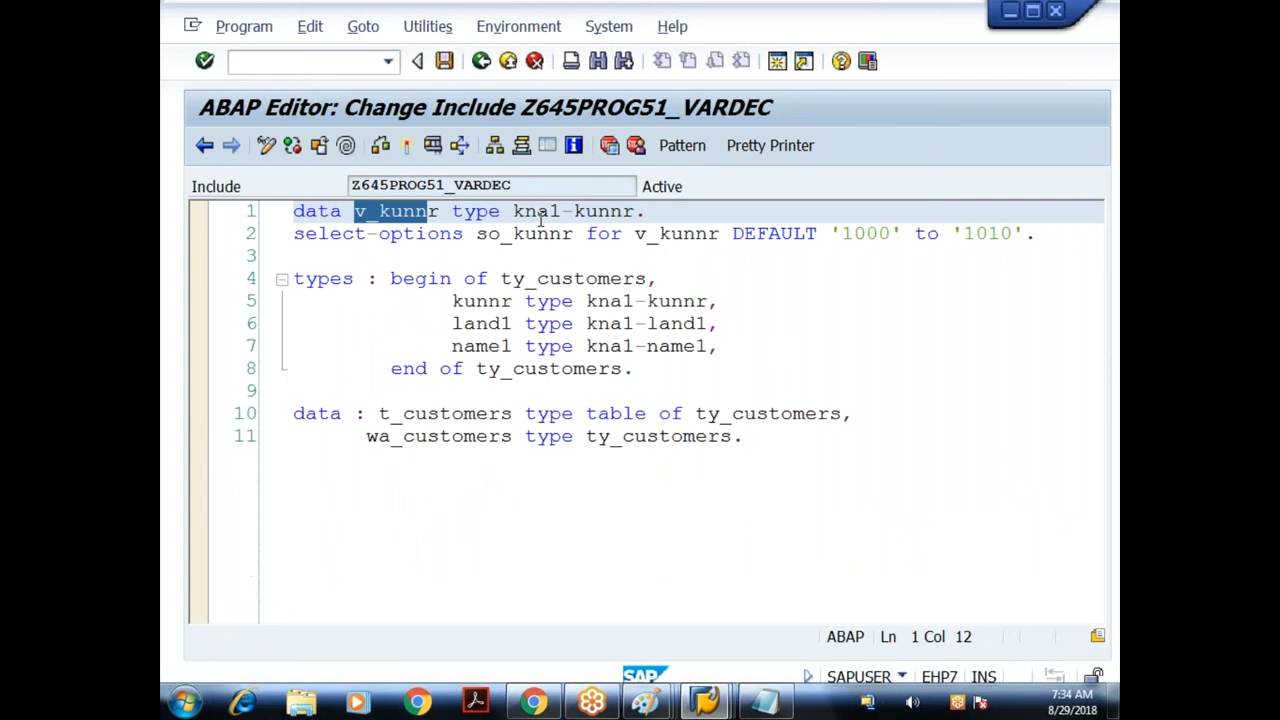 Program Edit Goto Utilities Environment System Help
ABAP Editor: Change Include Z645PROG51_VARDEC
Pattern Pretty Printer
Include Z645PROG51_VARDEC Active
1 data v_kunnr type kna1-kunnr.
2 select-options so_kunnr for v_kunnr DEFAULT '1000' to '1010'.
3
4 types : begin of ty_customers,
5 kunnr type kna1-kunnr,
6 land1 type kna1-land1,
7 name1 type kna1-name1,
8 end of ty_customers.
9
10 data : t_customers type table of ty_customers,
11 wa_customers type ty_customers.
ABAP Ln 1 Col 12
SAP SAPUSER EHP7 INS
7:34 AM
8/29/2018